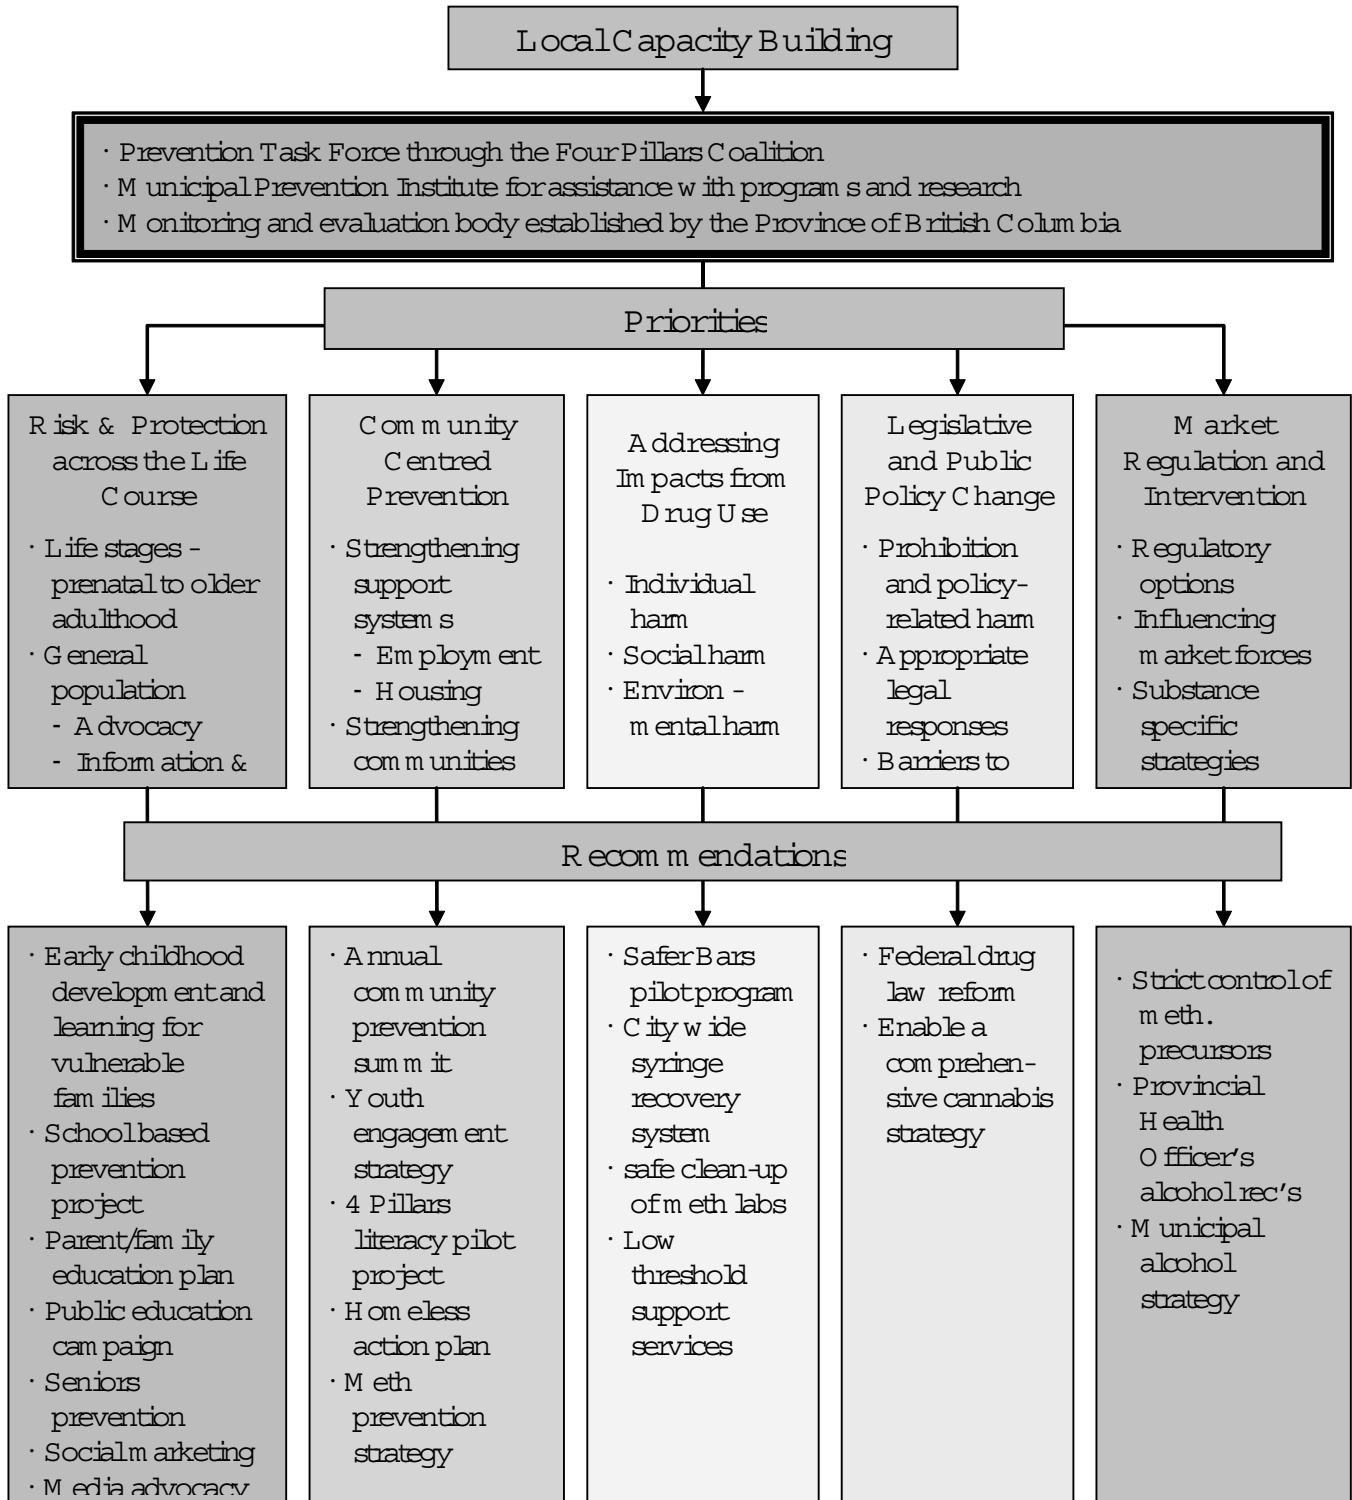 Local Capacity Building
· Prevention Task Force through the Four Pillars Coalition
· Municipal Prevention Institute for assistance with programs and research
· Monitoring and evaluation body established by the Province of British Columbia
Priorities
Risk & Protection
across the Life
Course
· Life stages -
prenatal to older
adulthood
· General
population
- Advocacy
- Information &
Community
Centred
Prevention
· Strengthening
support
systems
- Employment
- Housing
· Strengthening
communities
Addressing
Impacts from
Drug Use
· Individual
harm
· Social harm
· Environ-
mental harm
Legislative
and Public
Policy Change
· Prohibition
and policy-
related harm
· Appropriate
legal
responses
· Barriers to
Market
Regulation and
Intervention
· Regulatory
options
· Influencing
market forces
· Substance
specific
strategies
Recommendations
· Early childhood
development and
learning for
vulnerable
families
· School based
prevention
project
· Parent/family
education plan
· Public education
campaign
· Seniors
prevention
· Social marketing
· Media advocacy
· Annual
community
prevention
summit
· Youth
engagement
strategy
· 4 Pillars
literacy pilot
project
· Homeless
action plan
· Meth
prevention
strategy
· Safer Bars
pilot program
· City wide
syringe
recovery
system
· safe clean-up
of meth labs
· Low
threshold
support
services
· Federal drug
law reform
· Enable a
comprehen-
sive cannabis
strategy
· Strict control of
meth.
precursors
· Provincial
Health
Officer's
alcohol rec's
· Municipal
alcohol
strategy